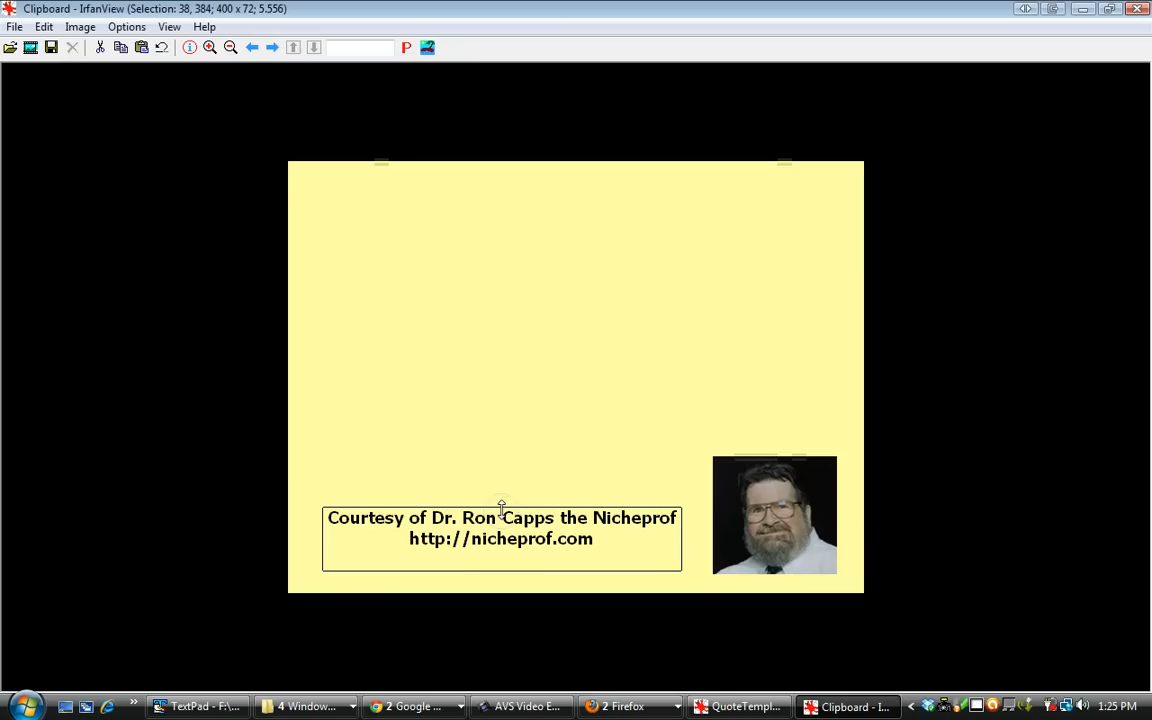 Clipboard - IrfanView (Selection: 38, 384; 400 x 72; 5.556)
File Edit Image Options View Help
P
Courtesy of Dr. Ron Capps the Nicheprof
http://nicheprof.com
TextPad - F:\... 4 Window... 2 Google ... AVS Video E... 2 Firefox QuoteTempl... Clipboard - I... 1:25 PM